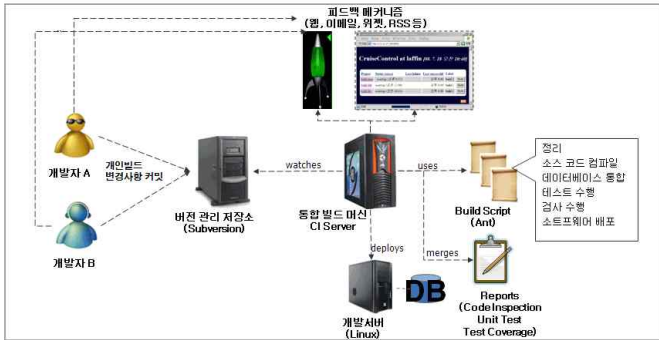 피드백 메커니즘
(웹, 이메일, 위젯, RSS 등)
CruiseControl at laffin
개발자 A
개인빌드
변경사항 커밋
개발자 B
버전 관리 저장소
(Subversion)
watches
통합 빌드 머신
CI Server
uses
Build Script
(Ant)
정리
소스 코드 컴파일
데이터베이스 통합
테스트 수행
검사 수행
소트프웨어 배포
deploys
merges
DB
개발서버
(Linux)
Reports
(Code Inspection
Unit Test
Test Coverage)